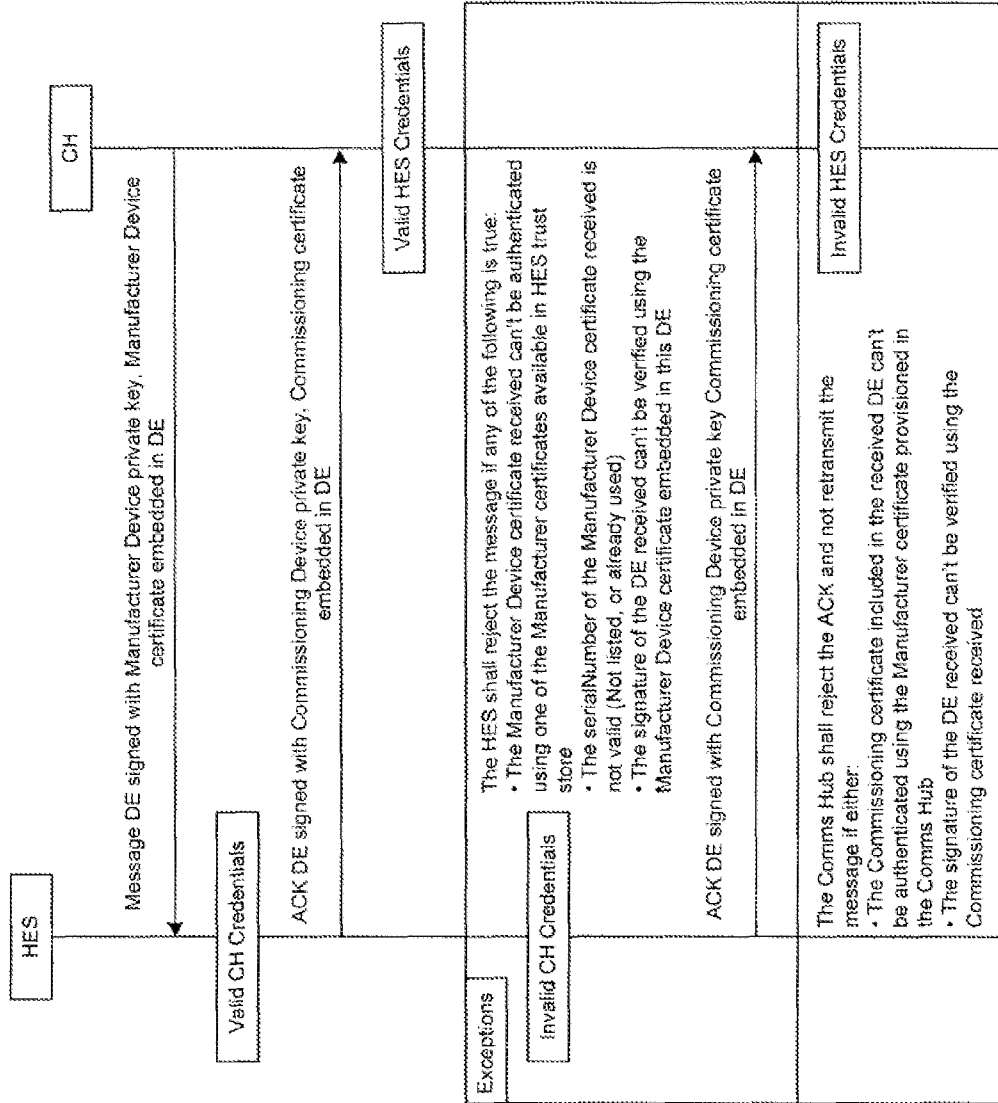 HES
CH
Message DE signed with Manufacturer Device private key, Manufacturer Device
certificate embedded in DE
Valid CH Credentials
ACK DE signed with Commissioning Device private key, Commissioning certificate
embedded in DE
Valid HES Credentials
Exceptions
The HES shall reject the message if any of the following is true:
• The Manufacturer Device certificate received can't be authenticated
using one of the Manufacturer certificates available in HES trust
store
• The serialNumber of the Manufacturer Device certificate received is
not valid (Not listed, or already used)
• The signature of the DE received can't be verified using the
Manufacturer Device certificate embedded in this DE
Invalid CH Credentials
ACK DE signed with Commissioning Device private key Commissioning certificate
embedded in DE
The Comms Hub shall reject the ACK and not retransmit the
message if either:
• The Commissioning certificate included in the received DE can't
be authenticated using the Manufacturer certificate provisioned in
the Comms Hub
• The signature of the DE received can't be verified using the
Commissioning certificate received
Invalid HES Credentials